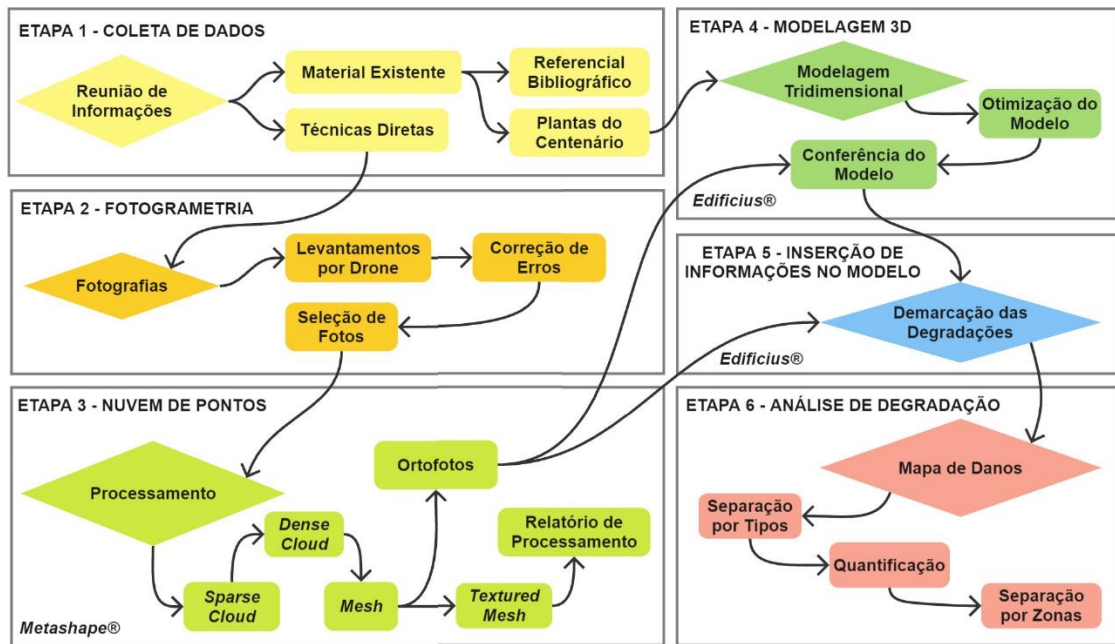 ETAPA 1 - COLETA DE DADOS
Reunião de
Informações
Material Existente
Técnicas Diretas
Referencial
Bibliográfico
Plantas do
Centenário
ETAPA 2 - FOTOGRAMETRIA
Fotografias
Levantamentos
por Drone
Correção de
Erros
Seleção de
Fotos
ETAPA 3 - NUVEM DE PONTOS
Processamento
Sparse
Cloud
Dense
Cloud
Mesh
Ortofotos
Textured
Mesh
Relatório de
Processamento
Metashape®
ETAPA 4 - MODELAGEM 3D
Modelagem
Tridimensional
Otimização do
Modelo
Conferência do
Modelo
Edificius®
ETAPA 5 - INSERÇÃO DE
INFORMAÇÕES NO MODELO
Demarcação das
Degradações
Edificius®
ETAPA 6 - ANÁLISE DE DEGRADAÇÃO
Mapa de Danos
Separação
por Tipos
Quantificação
Separação
por Zonas